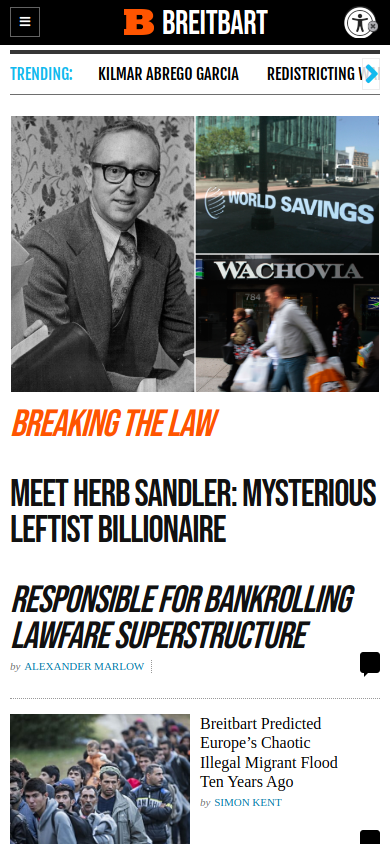 BREITBART
TRENDING: KILMAR ABREGO GARCIA REDISTRICTING
WORLD SAVINGS
WACHOVIA
784
BREAKING THE LAW
MEET HERB SANDLER: MYSTERIOUS
LEFTIST BILLIONAIRE
RESPONSIBLE FOR BANKROLLING
LAWFARE SUPERSTRUCTURE
by ALEXANDER MARLOW
Breitbart Predicted
Europe’s Chaotic
Illegal Migrant Flood
Ten Years Ago
by SIMON KENT